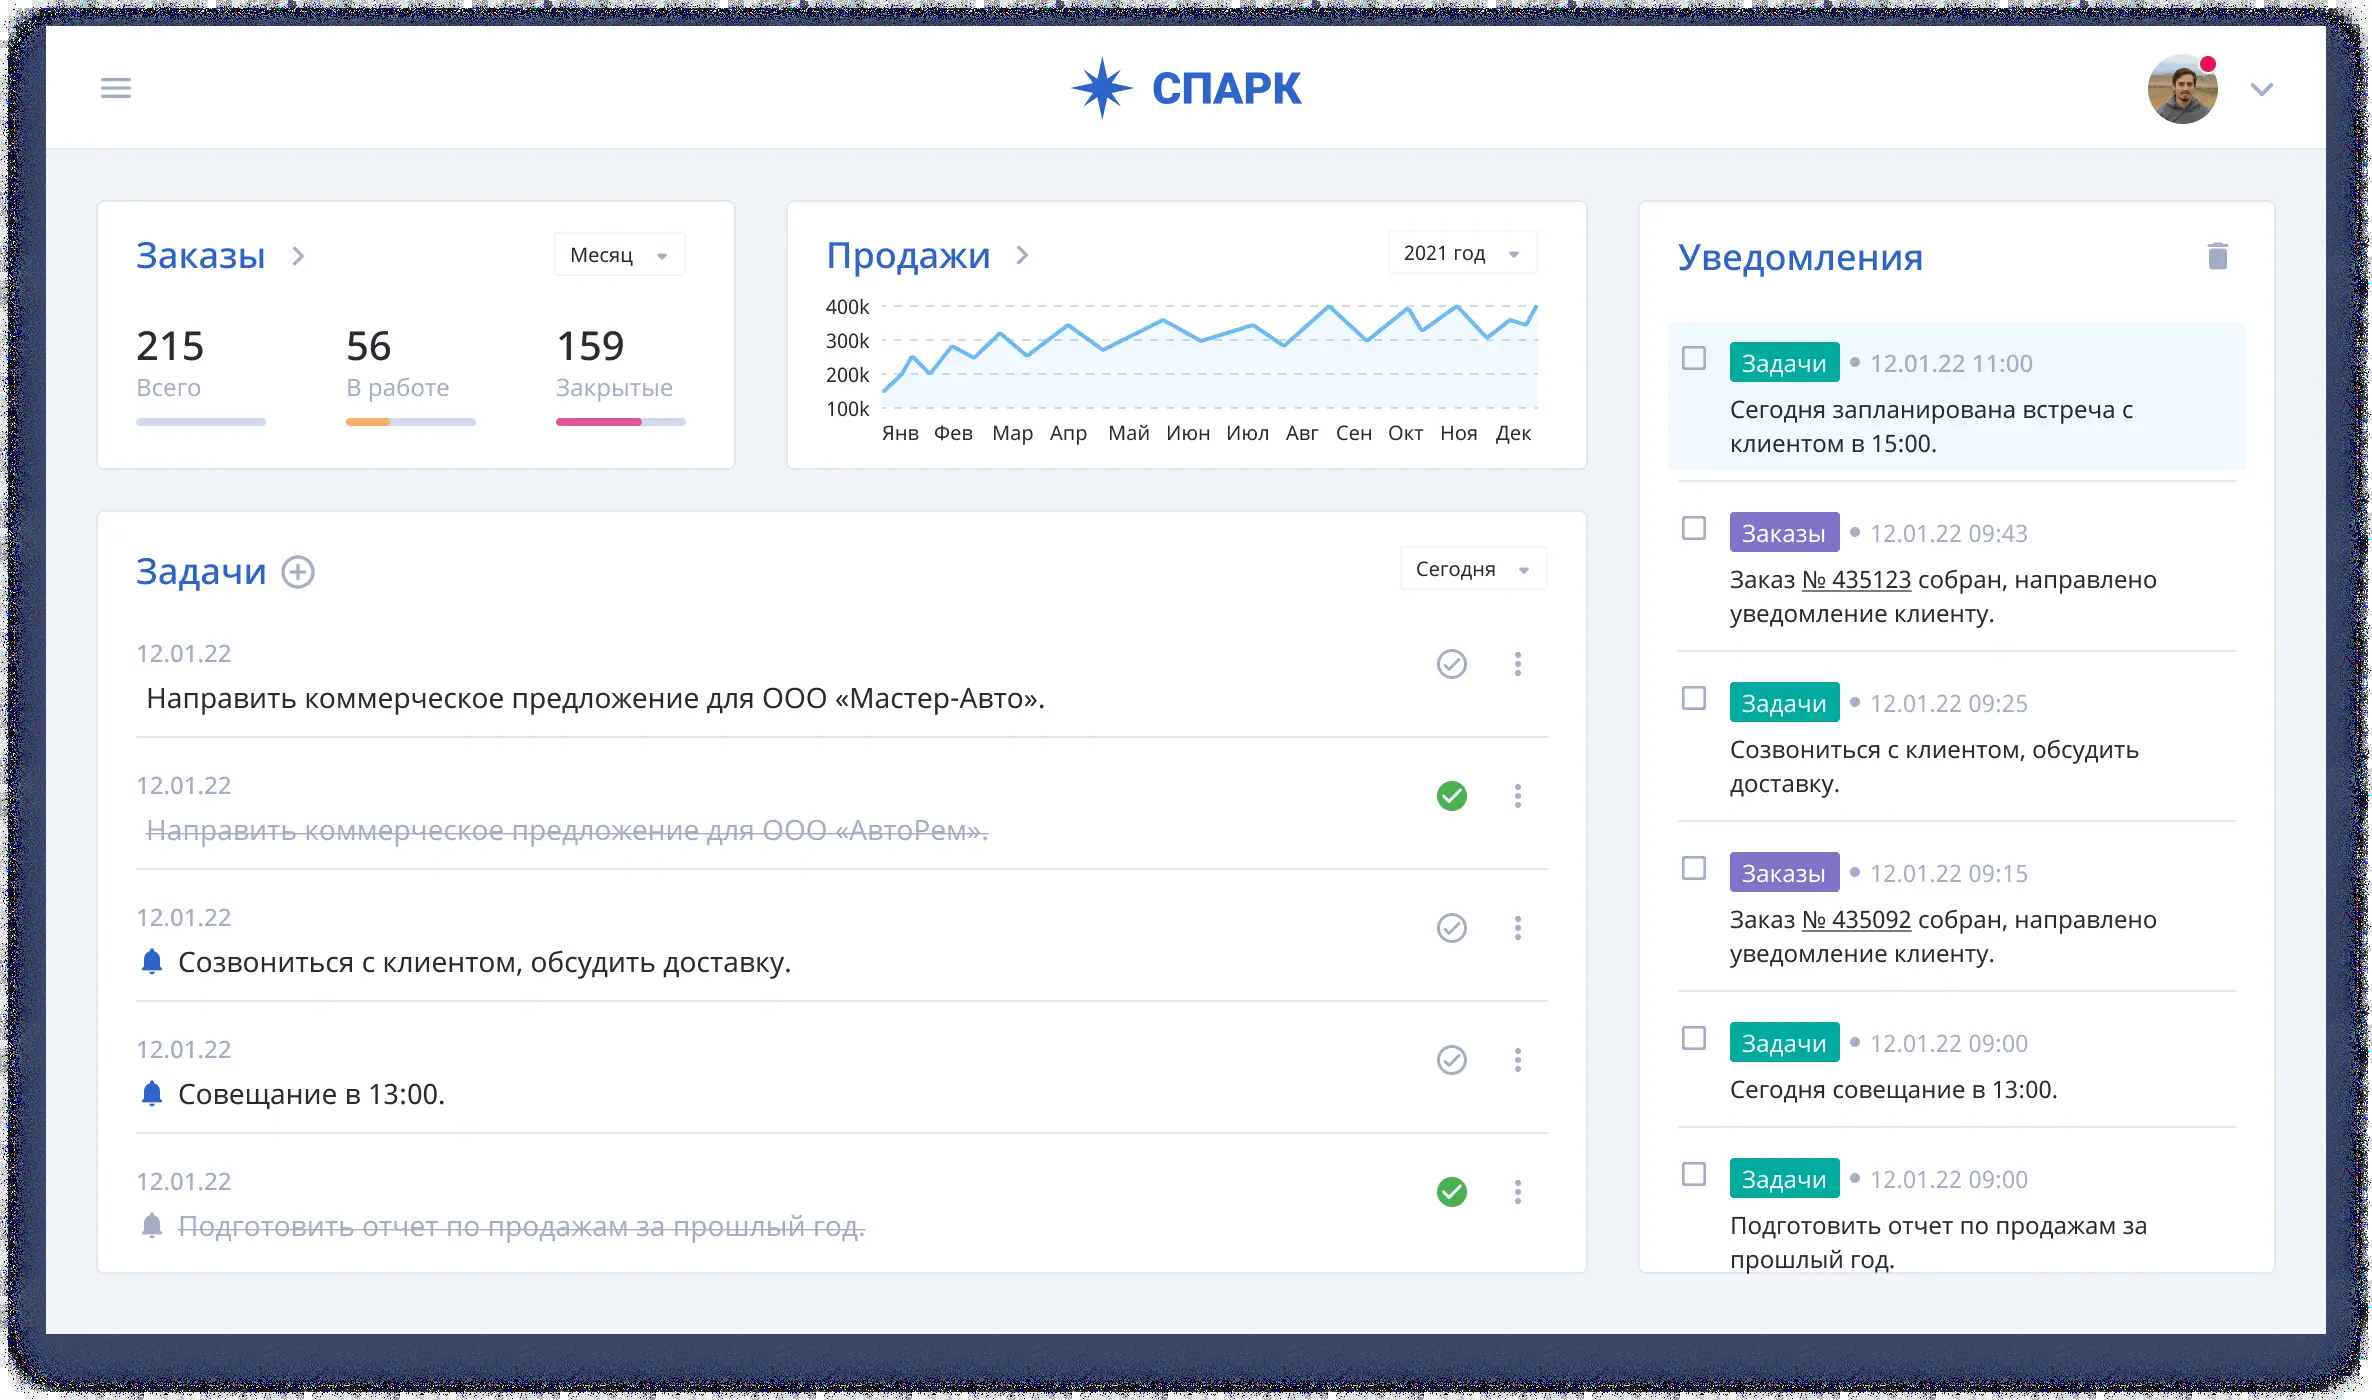 СПАРК
Заказы
Месяц
215
Всего
56
В работе
159
Закрытые
Продажи
2021 год
400k
300k
200k
100k
Янв Фев Мар Апр Май Июн Июл Авг Сен Окт Ноя Дек
Задачи
Сегодня
12.01.22
Направить коммерческое предложение для ООО «Мастер-Авто».
12.01.22
Направить коммерческое предложение для ООО «АвтоРем».
12.01.22
Созвониться с клиентом, обсудить доставку.
12.01.22
Совещание в 13:00.
12.01.22
Подготовить отчет по продажам за прошлый год.
Уведомления
Задачи • 12.01.22 11:00
Сегодня запланирована встреча с
клиентом в 15:00.
Заказы • 12.01.22 09:43
Заказ № 435123 собран, направлено
уведомление клиенту.
Задачи • 12.01.22 09:25
Созвониться с клиентом, обсудить
доставку.
Заказы • 12.01.22 09:15
Заказ № 435092 собран, направлено
уведомление клиенту.
Задачи • 12.01.22 09:00
Сегодня совещание в 13:00.
Задачи • 12.01.22 09:00
Подготовить отчет по продажам за
прошлый год.